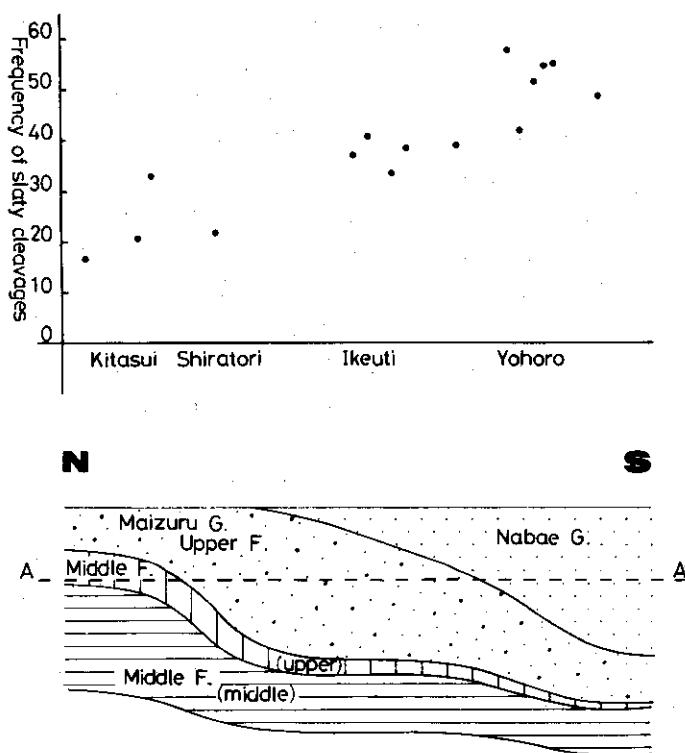 Frequency of slaty cleavages
60
50
40
30
20
10
0
Kitasui Shiratori Ikeuti Yohoro
N S
Maizuru G.
Upper F.
Nabae G.
A A
Middle F.
(upper)
Middle F.
(middle)